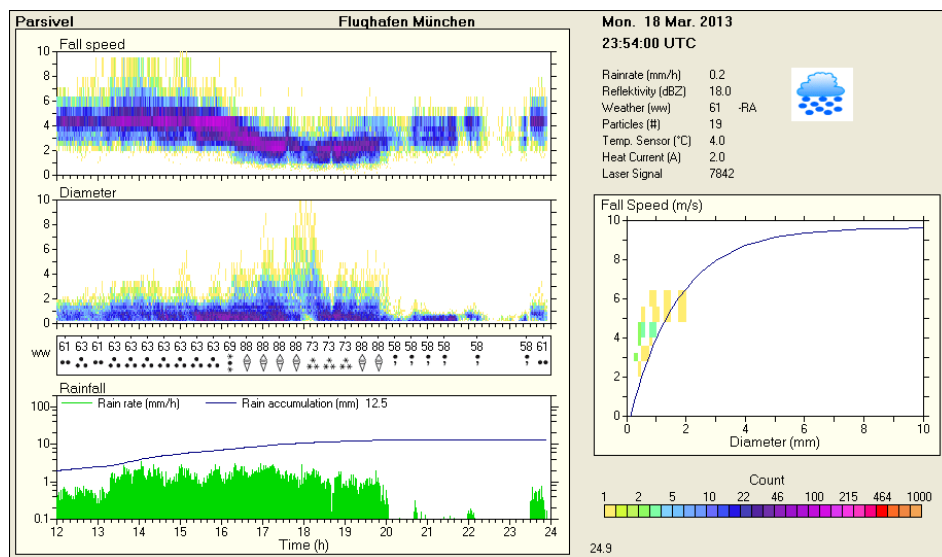 Parsivel Fluqhafen München
Fall speed
10
8
6
4
2
0
Diameter
10
8
6
4
2
0
ww 61 63 61 63 63 63 63 63 63 63 69 88 88 88 88 73 73 73 88 88 58 58 58 58 58 58 61
Rainfall
Rain rate (mm/h) Rain accumulation (mm) 12.5
100
10
1
0.1
12 13 14 15 16 17 18 19 20 21 22 23 24
Time (h)
Mon. 18 Mar. 2013
23:54:00 UTC
Rainrate (mm/h) 0.2
Reflektivity (dBZ) 18.0
Weather (ww) 61 -RA
Particles (#) 19
Temp. Sensor (°C) 4.0
Heat Current (A) 2.0
Laser Signal 7842
Fall Speed (m/s)
10
8
6
4
2
0
0 2 4 6 8 10
Diameter (mm)
Count
1 2 5 10 22 46 100 215 464 1000
24.9